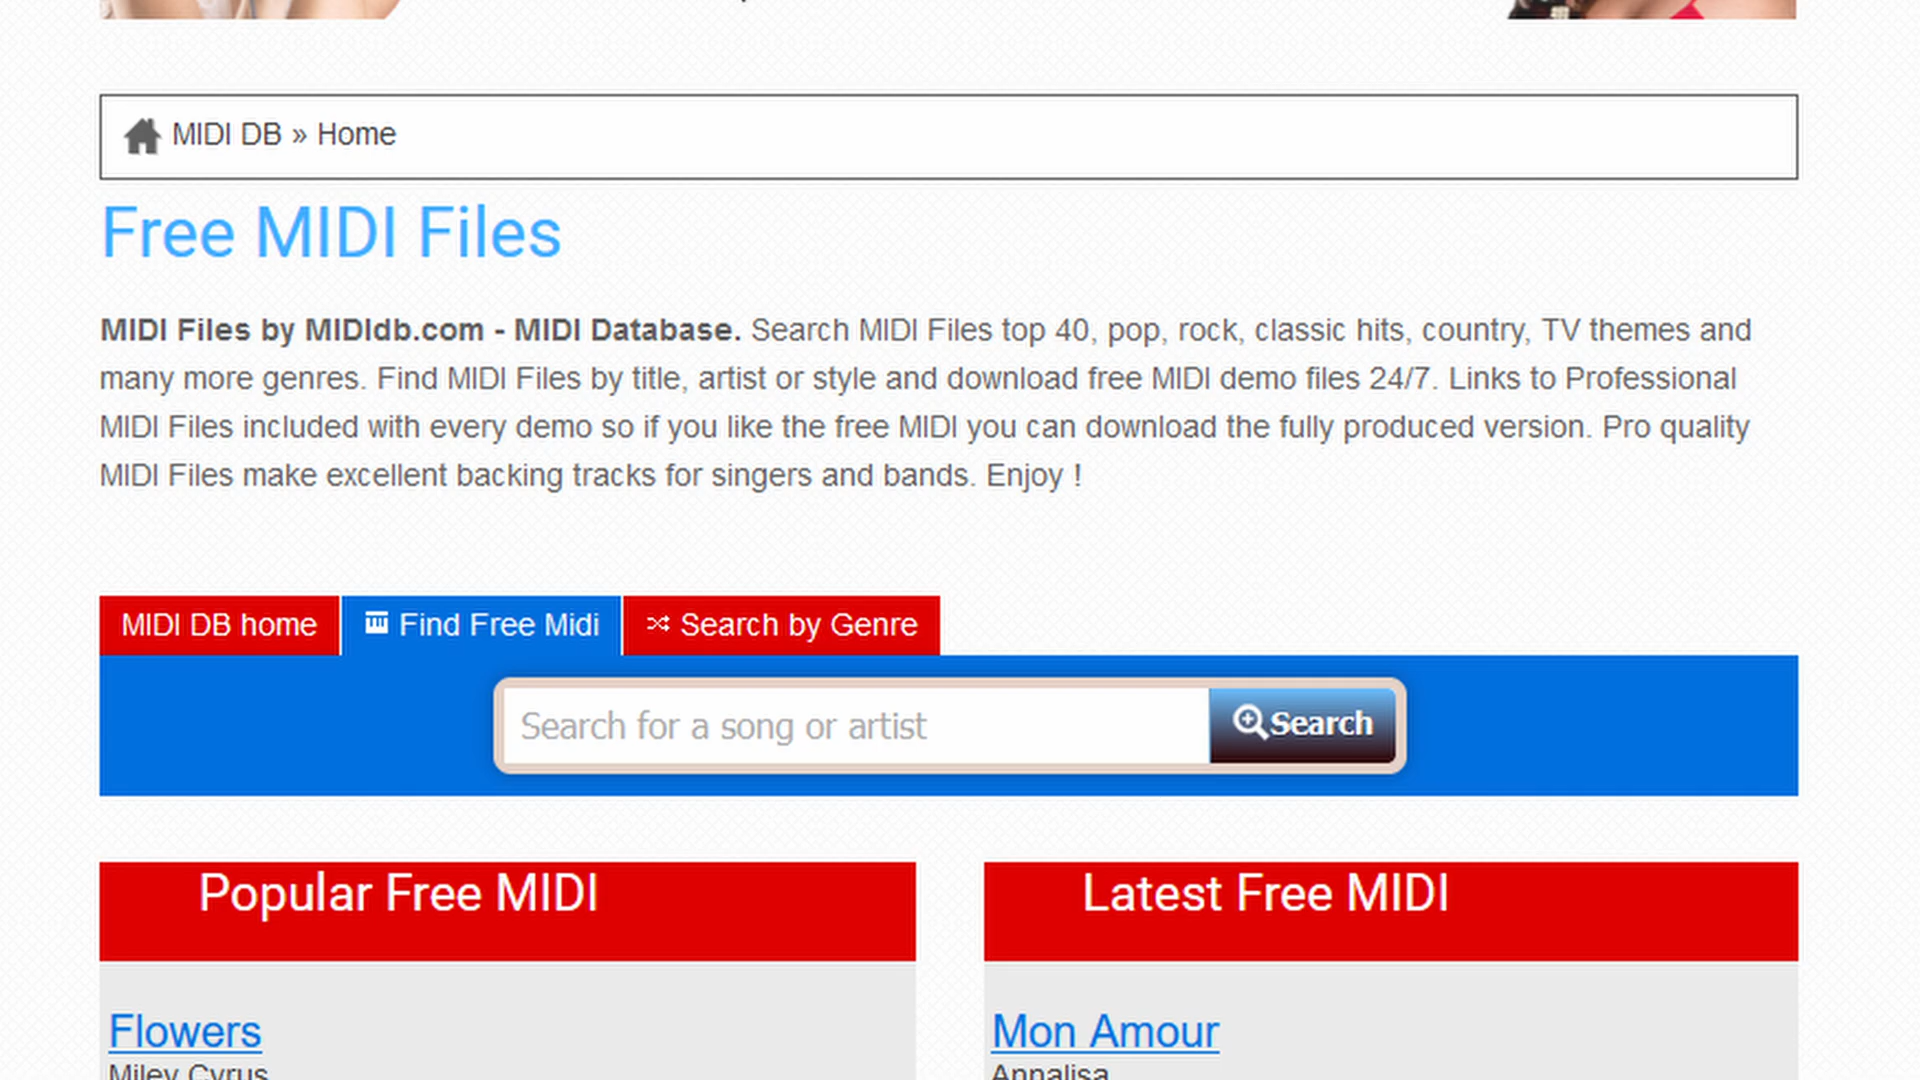 MIDI DB » Home
Free MIDI Files
MIDI Files by MIDIdb.com - MIDI Database. Search MIDI Files top 40, pop, rock, classic hits, country, TV themes and
many more genres. Find MIDI Files by title, artist or style and download free MIDI demo files 24/7. Links to Professional
MIDI Files included with every demo so if you like the free MIDI you can download the fully produced version. Pro quality
MIDI Files make excellent backing tracks for singers and bands. Enjoy !
MIDI DB home Find Free Midi Search by Genre
Search for a song or artist Search
Popular Free MIDI
Latest Free MIDI
Flowers
Miley Cyrus
Mon Amour
Annalisa